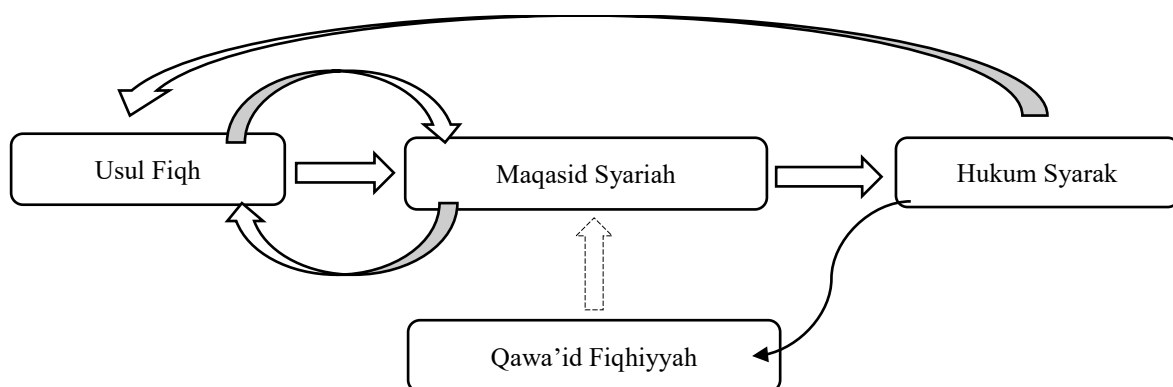 Usul Fiqh
Maqasid Syariah
Hukum Syarak
Qawa’id Fiqhiyyah